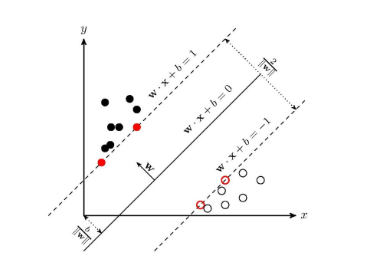 y
w · x + b = 1
2
‖w‖
w · x + b = 0
w · x + b = −1
w
x
b
‖w‖